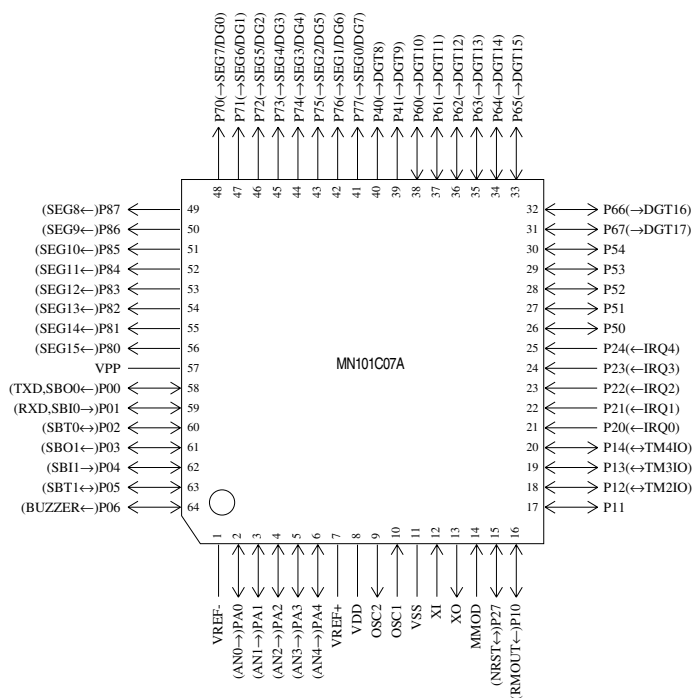 P70(→SEG7/DG0)
P71(→SEG6/DG1)
P72(→SEG5/DG2)
P73(→SEG4/DG3)
P74(→SEG3/DG4)
P75(→SEG2/DG5)
P76(→SEG1/DG6)
P77(→SEG0/DG7)
P40(→DGT8)
P41(→DGT9)
P60(→DGT10)
P61(→DGT11)
P62(→DGT12)
P63(→DGT13)
P64(→DGT14)
P65(→DGT15)
48 47 46 45 44 43 42 41 40 39 38 37 36 35 34 33
(SEG8←)P87 49
(SEG9←)P86 50
(SEG10←)P85 51
(SEG11←)P84 52
(SEG12←)P83 53
(SEG13←)P82 54
(SEG14←)P81 55
(SEG15←)P80 56
VPP 57
(TXD,SBO0←)P00 58
(RXD,SBI0→)P01 59
(SBT0↔)P02 60
(SBO1←)P03 61
(SBI1→)P04 62
(SBT1↔)P05 63
(BUZZER←)P06 64
MN101C07A
32 P66(→DGT16)
31 P67(→DGT17)
30 P54
29 P53
28 P52
27 P51
26 P50
25 P24(←IRQ4)
24 P23(←IRQ3)
23 P22(←IRQ2)
22 P21(←IRQ1)
21 P20(←IRQ0)
20 P14(↔TM4IO)
19 P13(↔TM3IO)
18 P12(↔TM2IO)
17 P11
1 2 3 4 5 6 7 8 9 10 11 12 13 14 15 16
VREF-
(AN0→)PA0
(AN1→)PA1
(AN2→)PA2
(AN3→)PA3
(AN4→)PA4
VREF+
VDD
OSC2
OSC1
VSS
XI
XO
MMOD
(NRST↔)P27
(RMOUT←)P10